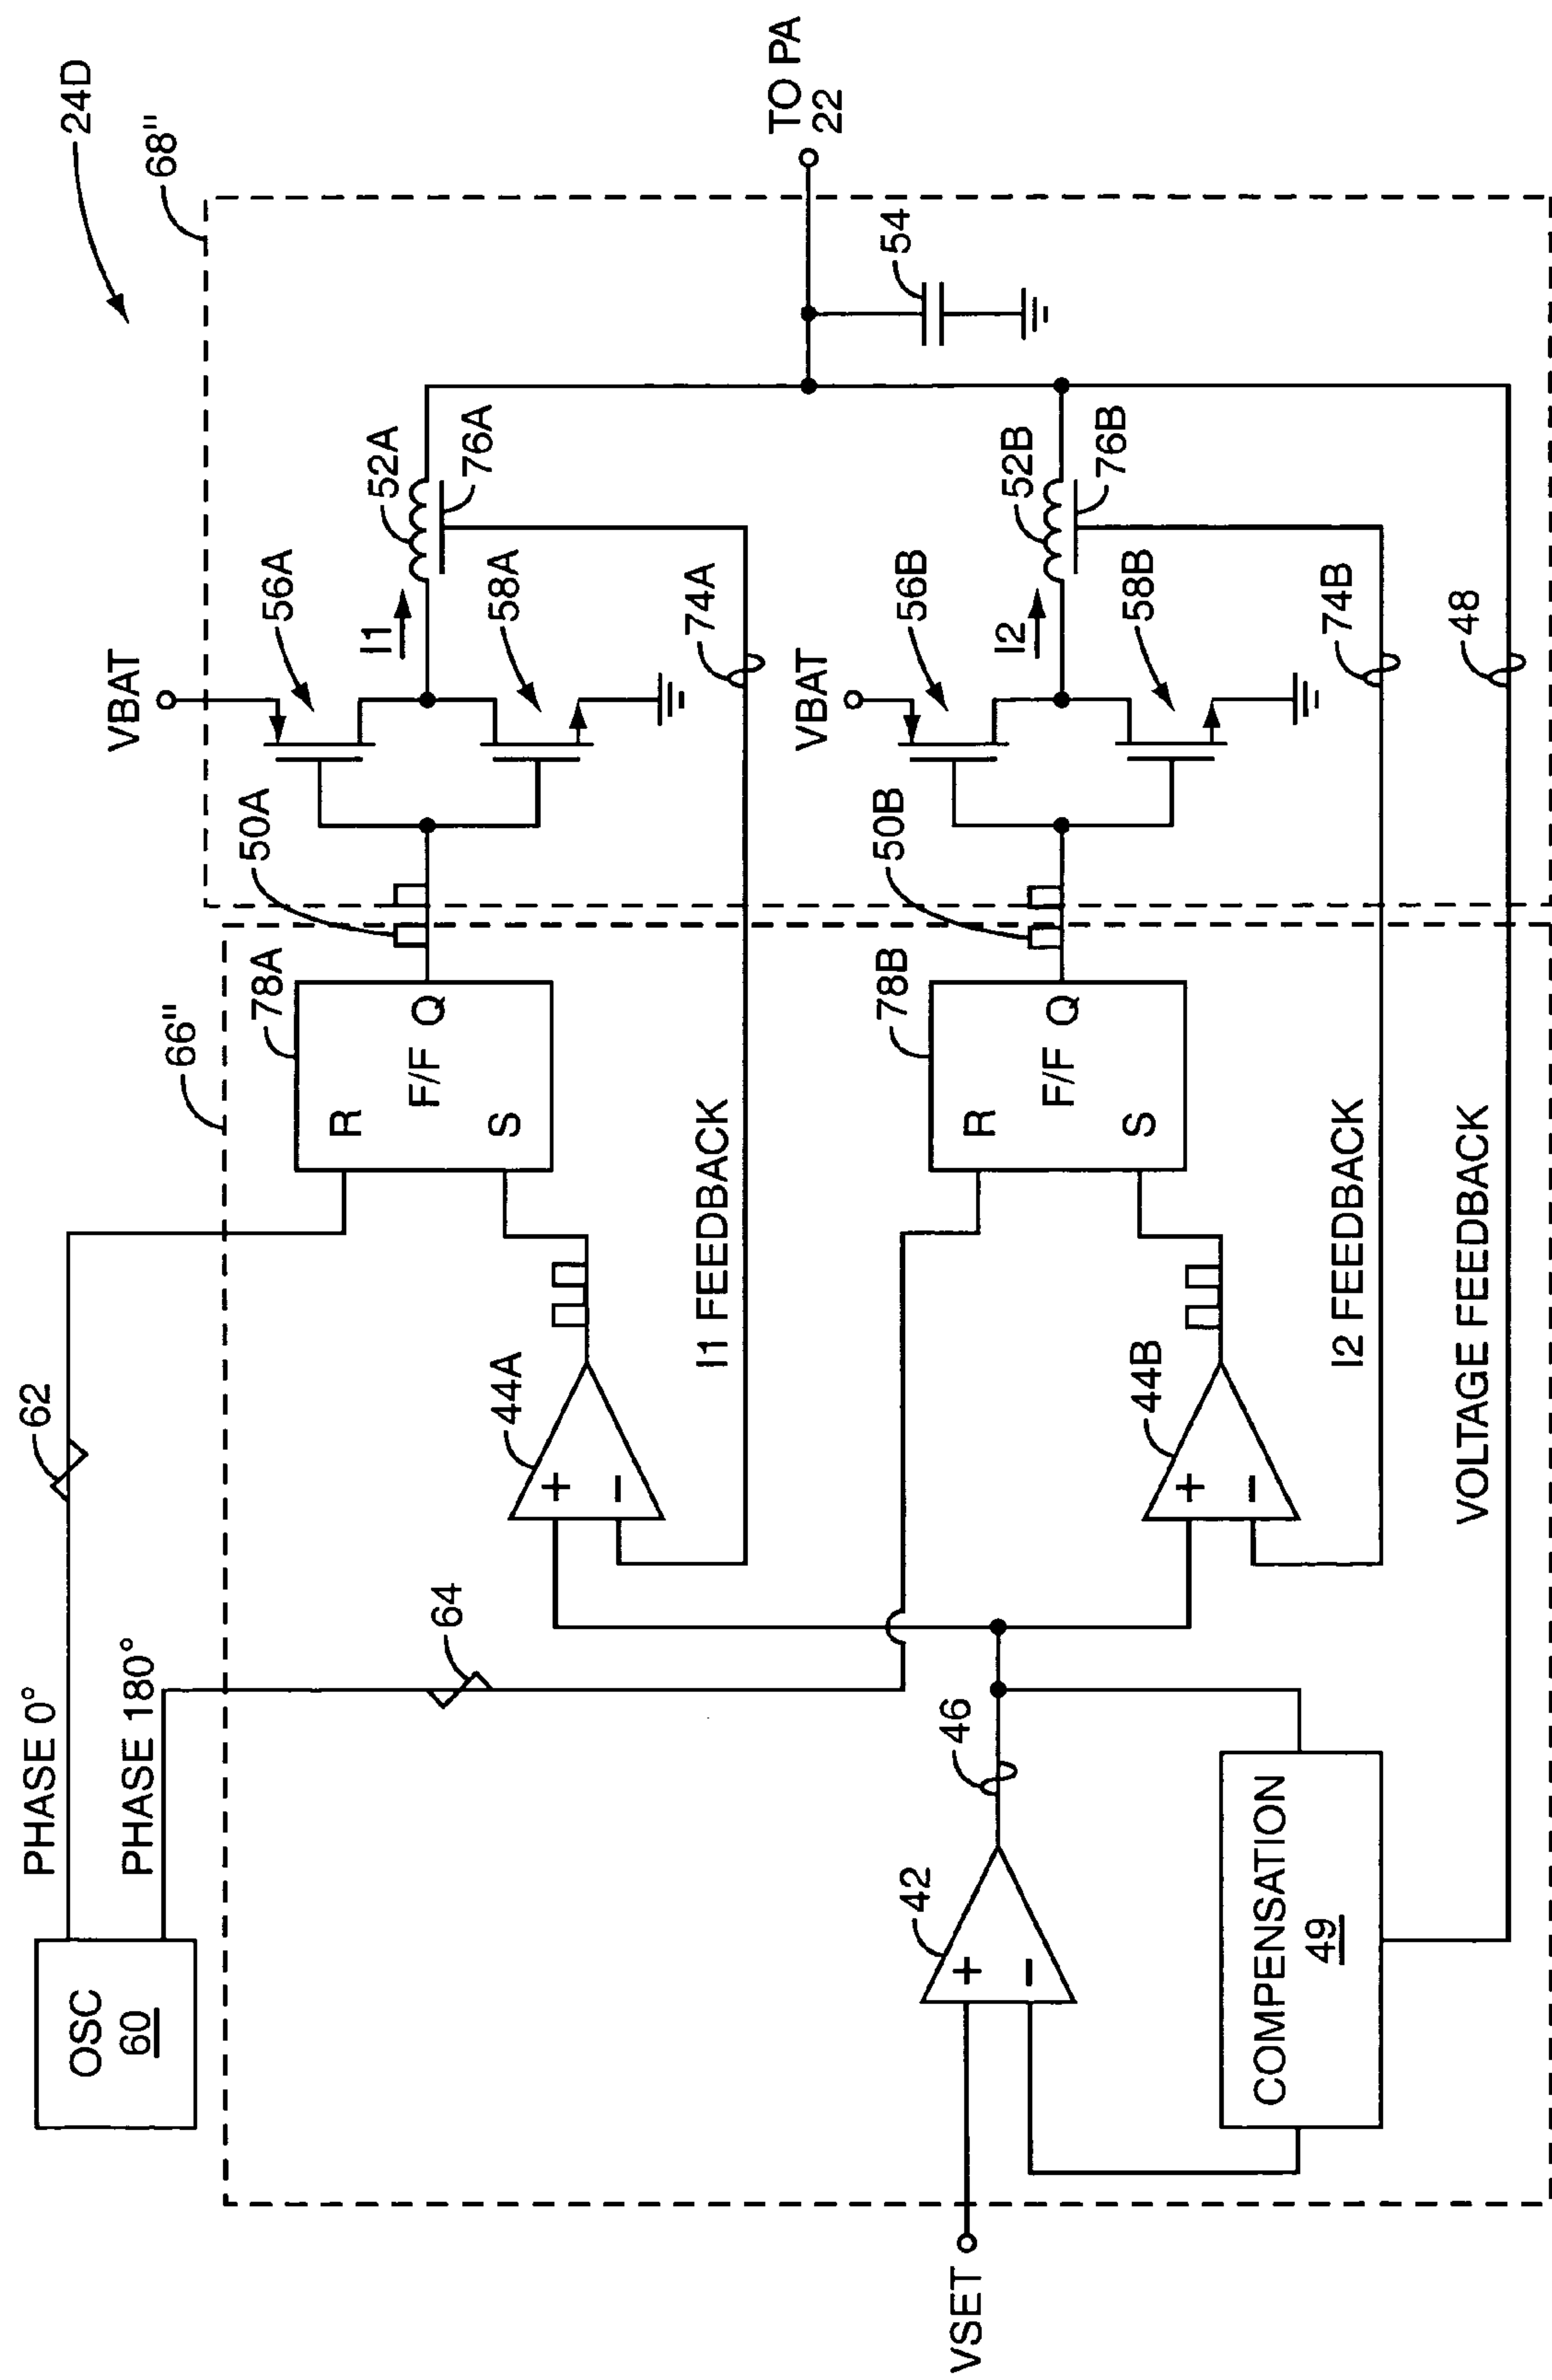 24D
68"
66"
62
PHASE 0°
PHASE 180°
OSC
60
64
VBAT
56A
50A
78A
R
F/F
Q
S
I1
52A
76A
58A
74A
44A
+
−
I1 FEEDBACK
TO PA
22
54
VBAT
56B
50B
78B
R
F/F
Q
S
I2
52B
76B
58B
74B
44B
+
−
I2 FEEDBACK
48
VOLTAGE FEEDBACK
46
42
+
−
VSET
COMPENSATION
49